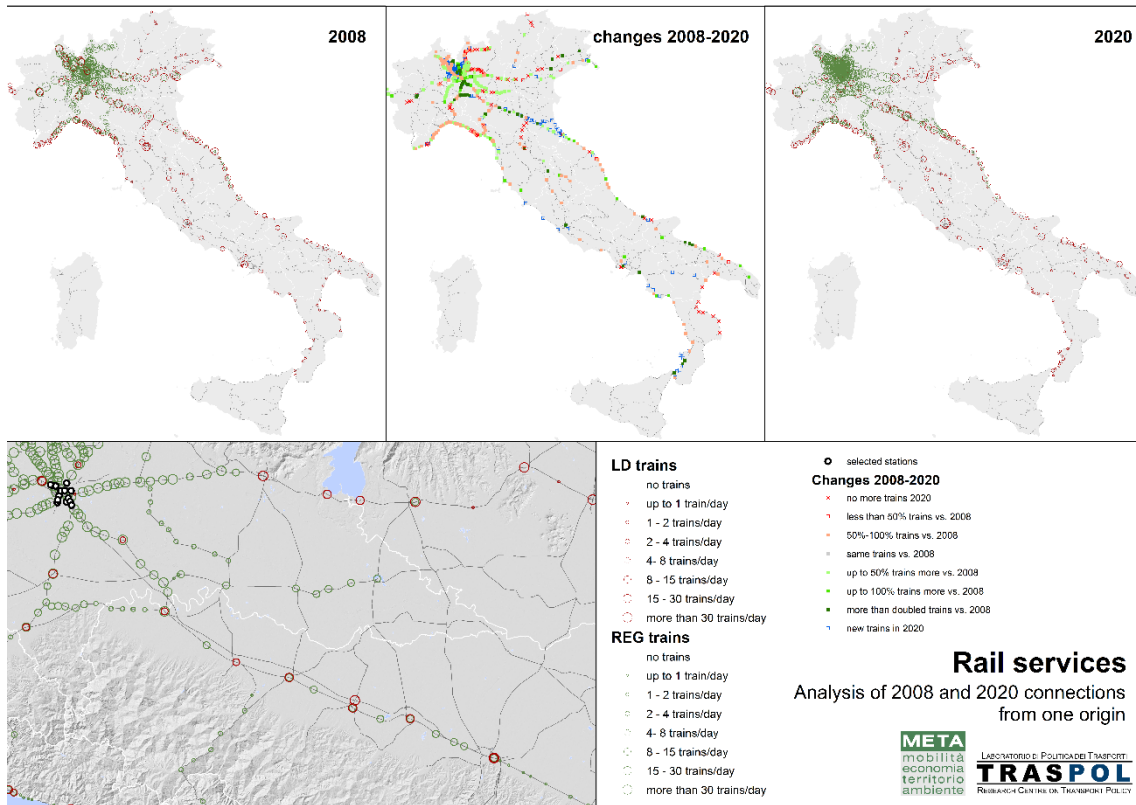 2008
changes 2008-2020
2020
LD trains
no trains
up to 1 train/day
1 - 2 trains/day
2 - 4 trains/day
4- 8 trains/day
8 - 15 trains/day
15 - 30 trains/day
more than 30 trains/day
REG trains
no trains
up to 1 train/day
1 - 2 trains/day
2 - 4 trains/day
4- 8 trains/day
8 - 15 trains/day
15 - 30 trains/day
more than 30 trains/day
selected stations
Changes 2008-2020
no more trains 2020
less than 50% trains vs. 2008
50%-100% trains vs. 2008
same trains vs. 2008
up to 50% trains more vs. 2008
up to 100% trains more vs. 2008
more than doubled trains vs. 2008
new trains in 2020
Rail services
Analysis of 2008 and 2020 connections
from one origin
META
mobilità
economia
territorio
ambiente
LABORATORIO DI POLITICA DEI TRASPORTI
TRASPOL
RESEARCH CENTRE ON TRANSPORT POLICY